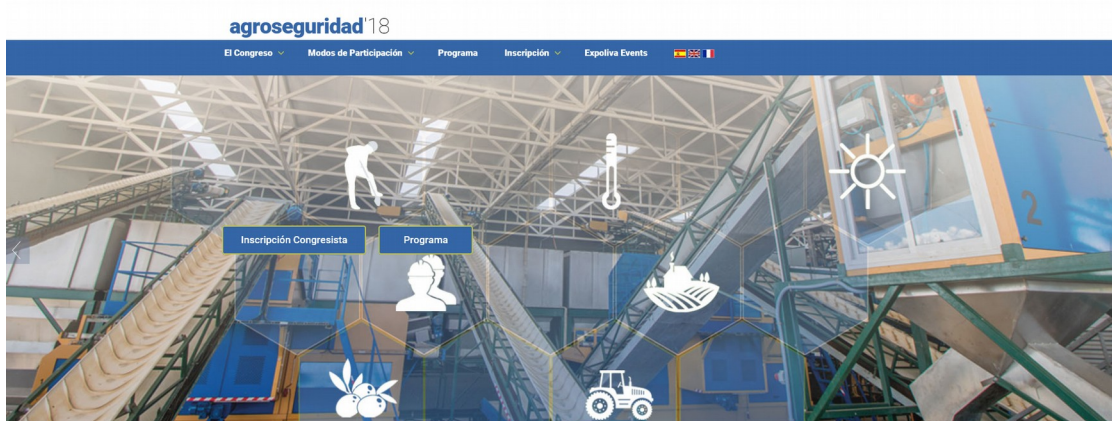 agroseguridad'18
El Congreso Modos de Participación Programa Inscripción Expoliva Events
Inscripción Congresista Programa
2